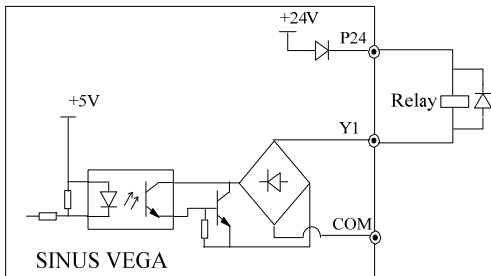 +24V
P24
+5V
Relay
Y1
COM
SINUS VEGA